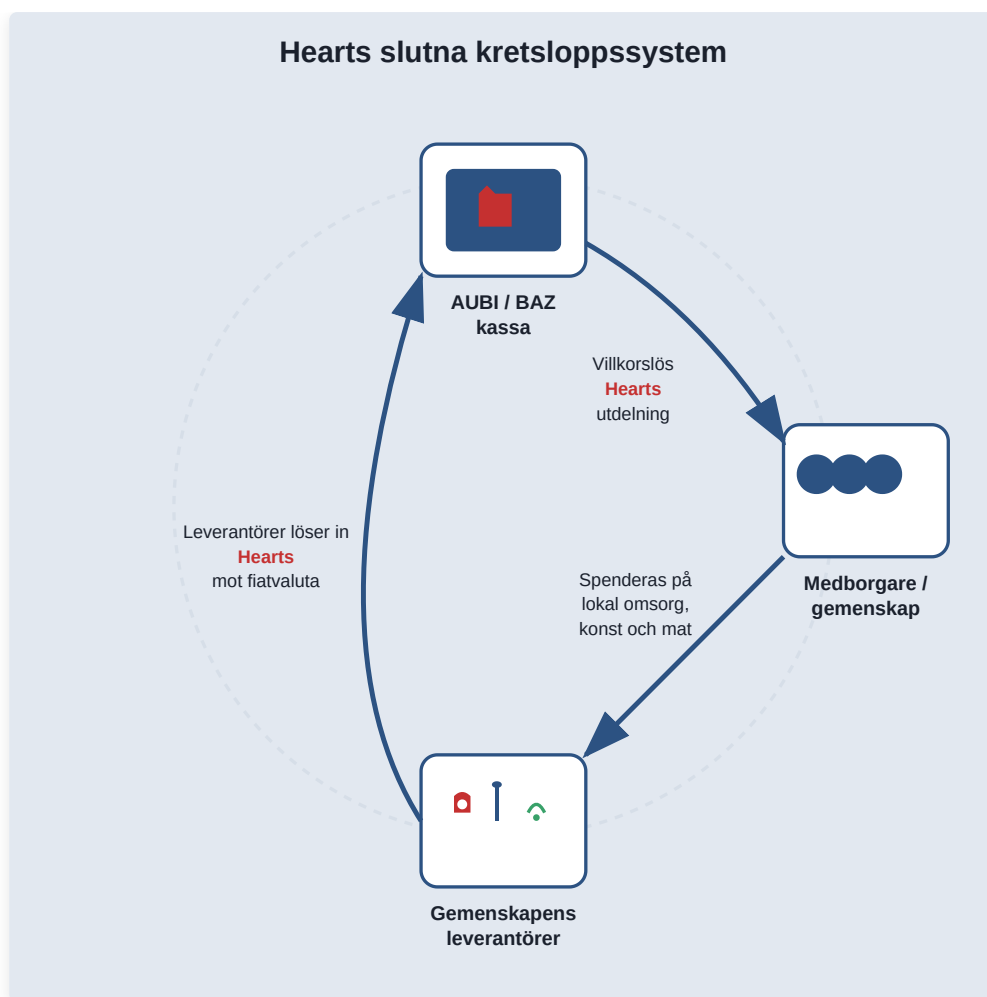 Hearts slutna kretsloppssystem
AUBI / BAZ
kassa
Villkorslös
Hearts
utdelning
Medborgare /
gemenskap
Spenderas på
lokal omsorg,
konst och mat
Gemenskapens
leverantörer
Leverantörer löser in
Hearts
mot fiatvaluta